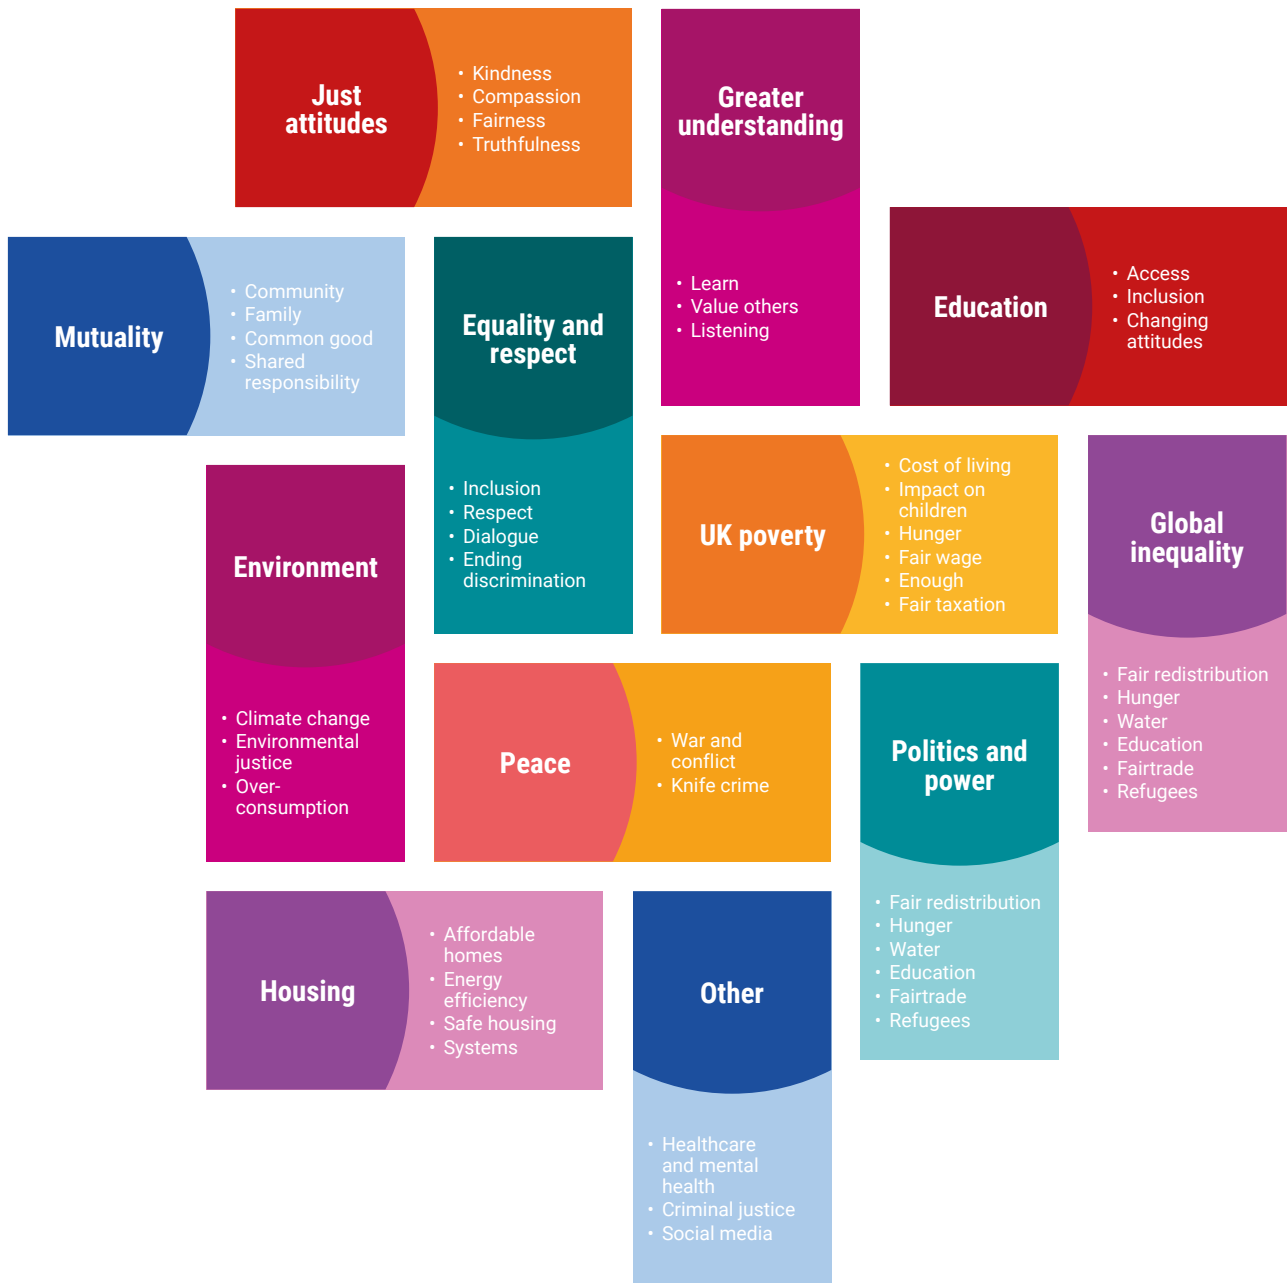 Just
attitudes
• Kindness
• Compassion
• Fairness
• Truthfulness
Greater
understanding
• Learn
• Value others
• Listening
Education
• Access
• Inclusion
• Changing
attitudes
Mutuality
• Community
• Family
• Common good
• Shared
responsibility
Equality and
respect
• Inclusion
• Respect
• Dialogue
• Ending
discrimination
UK poverty
• Cost of living
• Impact on
children
• Hunger
• Fair wage
• Enough
• Fair taxation
Global
inequality
• Fair redistribution
• Hunger
• Water
• Education
• Fairtrade
• Refugees
Environment
• Climate change
• Environmental
justice
• Over-
consumption
Peace
• War and
conflict
• Knife crime
Politics and
power
• Fair redistribution
• Hunger
• Water
• Education
• Fairtrade
• Refugees
Housing
• Affordable
homes
• Energy
efficiency
• Safe housing
• Systems
Other
• Healthcare
and mental
health
• Criminal justice
• Social media